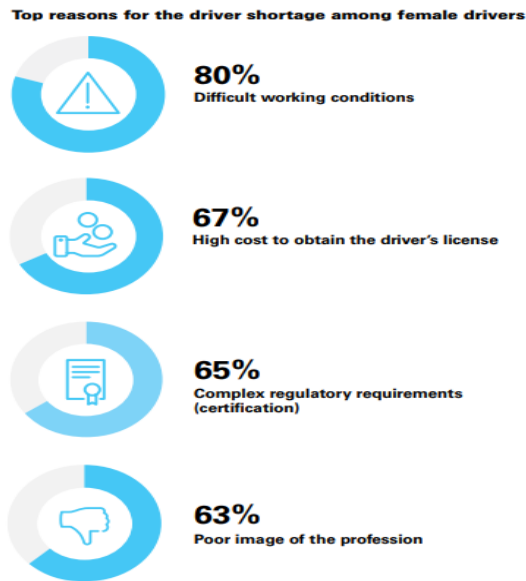 Top reasons for the driver shortage among female drivers
80%
Difficult working conditions
67%
High cost to obtain the driver's license
65%
Complex regulatory requirements
(certification)
63%
Poor image of the profession